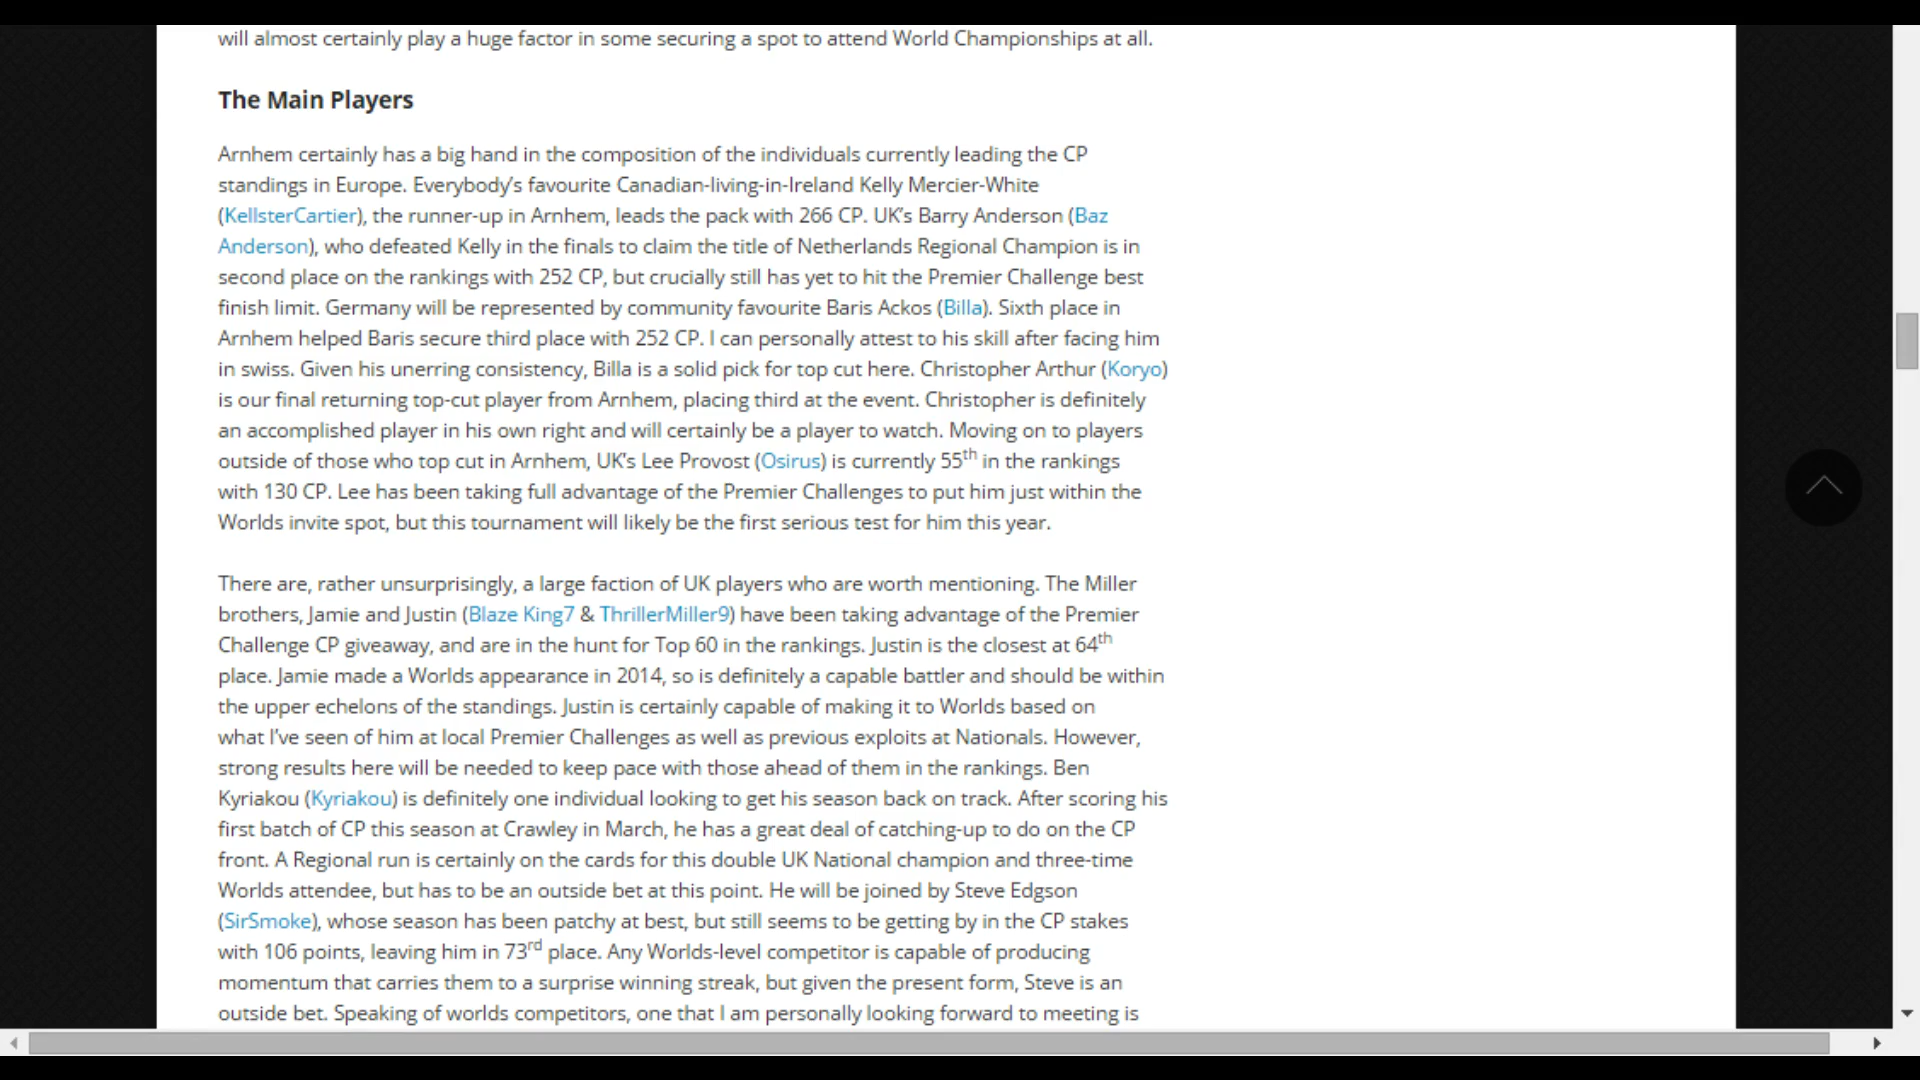 will almost certainly play a huge factor in some securing a spot to attend World Championships at all.
The Main Players
Arnhem certainly has a big hand in the composition of the individuals currently leading the CP
standings in Europe. Everybody’s favourite Canadian-living-in-Ireland Kelly Mercier-White
(KellsterCartier), the runner-up in Arnhem, leads the pack with 266 CP. UK’s Barry Anderson (Baz
Anderson), who defeated Kelly in the finals to claim the title of Netherlands Regional Champion is in
second place on the rankings with 252 CP, but crucially still has yet to hit the Premier Challenge best
finish limit. Germany will be represented by community favourite Baris Ackos (Billa). Sixth place in
Arnhem helped Baris secure third place with 252 CP. I can personally attest to his skill after facing him
in swiss. Given his unerring consistency, Billa is a solid pick for top cut here. Christopher Arthur (Koryo)
is our final returning top-cut player from Arnhem, placing third at the event. Christopher is definitely
an accomplished player in his own right and will certainly be a player to watch. Moving on to players
outside of those who top cut in Arnhem, UK’s Lee Provost (Osirus) is currently 55th in the rankings
with 130 CP. Lee has been taking full advantage of the Premier Challenges to put him just within the
Worlds invite spot, but this tournament will likely be the first serious test for him this year.
There are, rather unsurprisingly, a large faction of UK players who are worth mentioning. The Miller
brothers, Jamie and Justin (Blaze King7 & ThrillerMiller9) have been taking advantage of the Premier
Challenge CP giveaway, and are in the hunt for Top 60 in the rankings. Justin is the closest at 64th
place. Jamie made a Worlds appearance in 2014, so is definitely a capable battler and should be within
the upper echelons of the standings. Justin is certainly capable of making it to Worlds based on
what I’ve seen of him at local Premier Challenges as well as previous exploits at Nationals. However,
strong results here will be needed to keep pace with those ahead of them in the rankings. Ben
Kyriakou (Kyriakou) is definitely one individual looking to get his season back on track. After scoring his
first batch of CP this season at Crawley in March, he has a great deal of catching-up to do on the CP
front. A Regional run is certainly on the cards for this double UK National champion and three-time
Worlds attendee, but has to be an outside bet at this point. He will be joined by Steve Edgson
(SirSmoke), whose season has been patchy at best, but still seems to be getting by in the CP stakes
with 106 points, leaving him in 73rd place. Any Worlds-level competitor is capable of producing
momentum that carries them to a surprise winning streak, but given the present form, Steve is an
outside bet. Speaking of worlds competitors, one that I am personally looking forward to meeting is